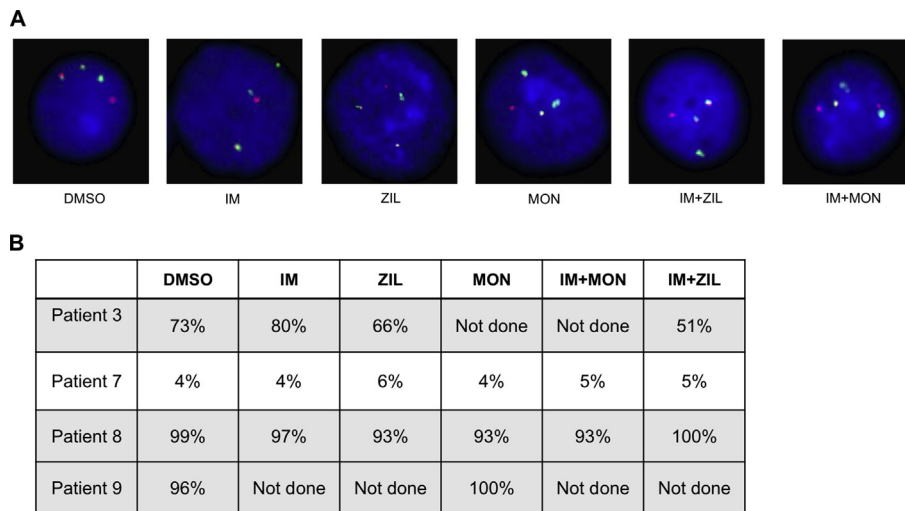 A
DMSO IM ZIL MON IM+ZIL IM+MON
B
DMSO IM ZIL MON IM+MON IM+ZIL
Patient 3 73% 80% 66% Not done Not done 51%
Patient 7 4% 4% 6% 4% 5% 5%
Patient 8 99% 97% 93% 93% 93% 100%
Patient 9 96% Not done Not done 100% Not done Not done